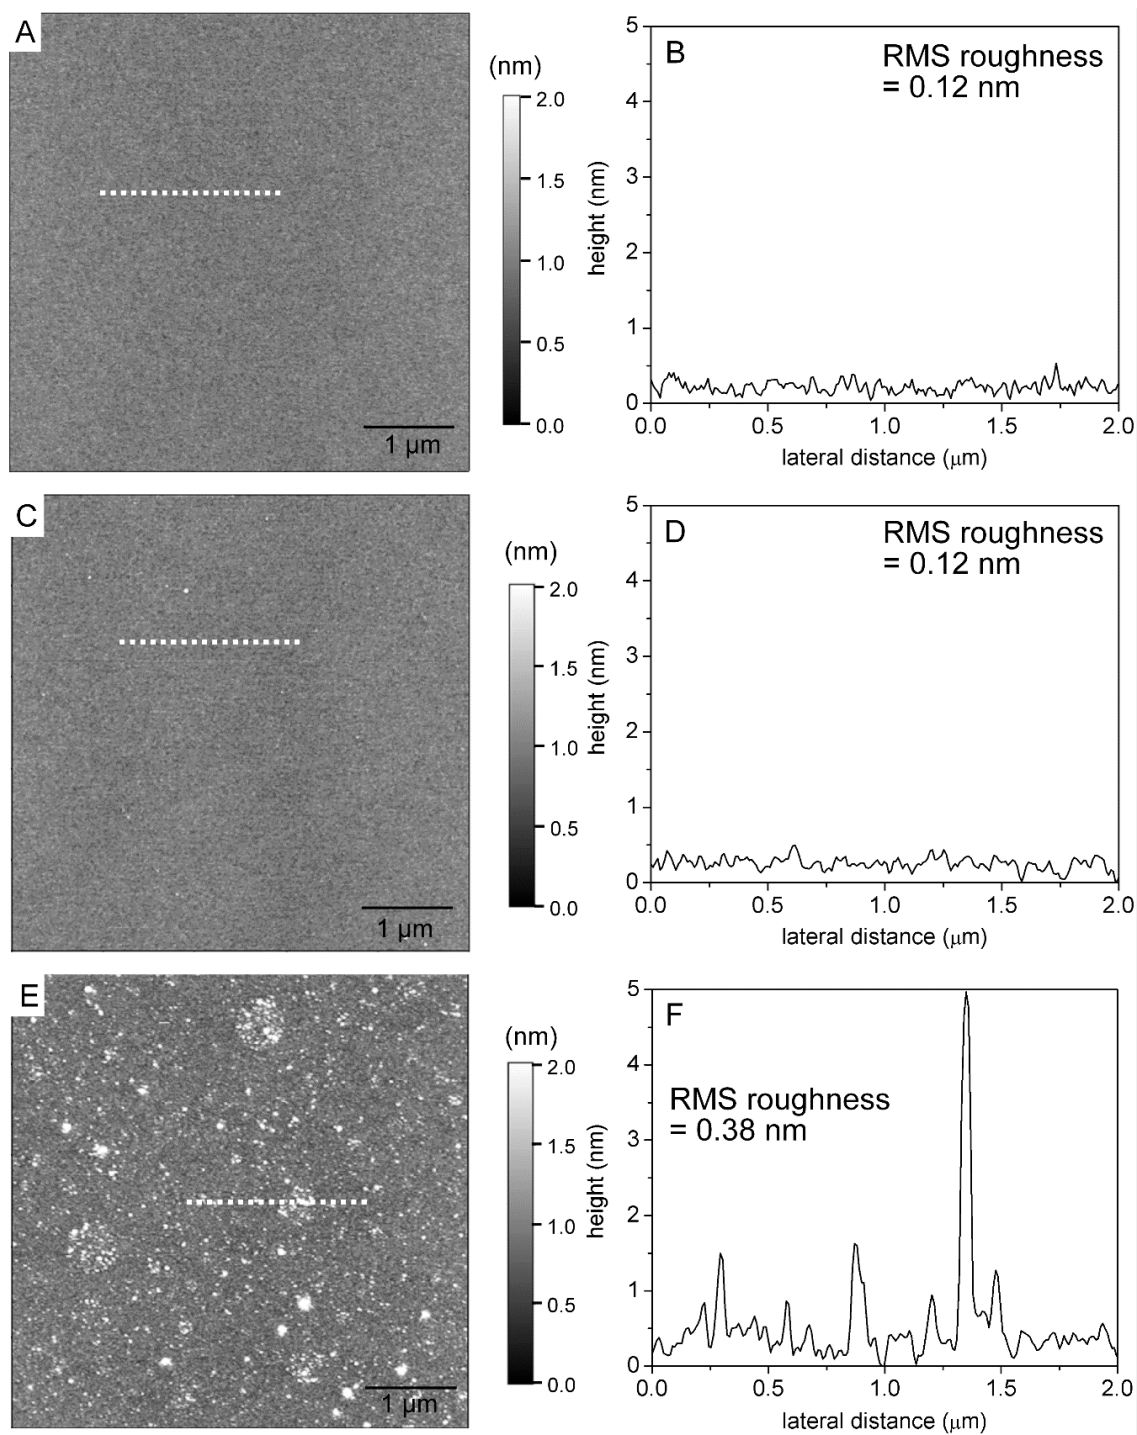 A
(nm)
2.0
1.5
1.0
0.5
0.0
1 µm
B
RMS roughness
= 0.12 nm
height (nm)
5
4
3
2
1
0
0.0 0.5 1.0 1.5 2.0
lateral distance (µm)
C
(nm)
2.0
1.5
1.0
0.5
0.0
1 µm
D
RMS roughness
= 0.12 nm
height (nm)
5
4
3
2
1
0
0.0 0.5 1.0 1.5 2.0
lateral distance (µm)
E
(nm)
2.0
1.5
1.0
0.5
0.0
1 µm
F
RMS roughness
= 0.38 nm
height (nm)
5
4
3
2
1
0
0.0 0.5 1.0 1.5 2.0
lateral distance (µm)